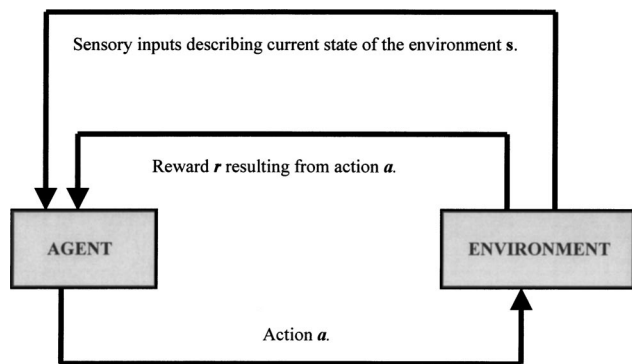 Sensory inputs describing current state of the environment s.
Reward r resulting from action a.
AGENT
ENVIRONMENT
Action a.